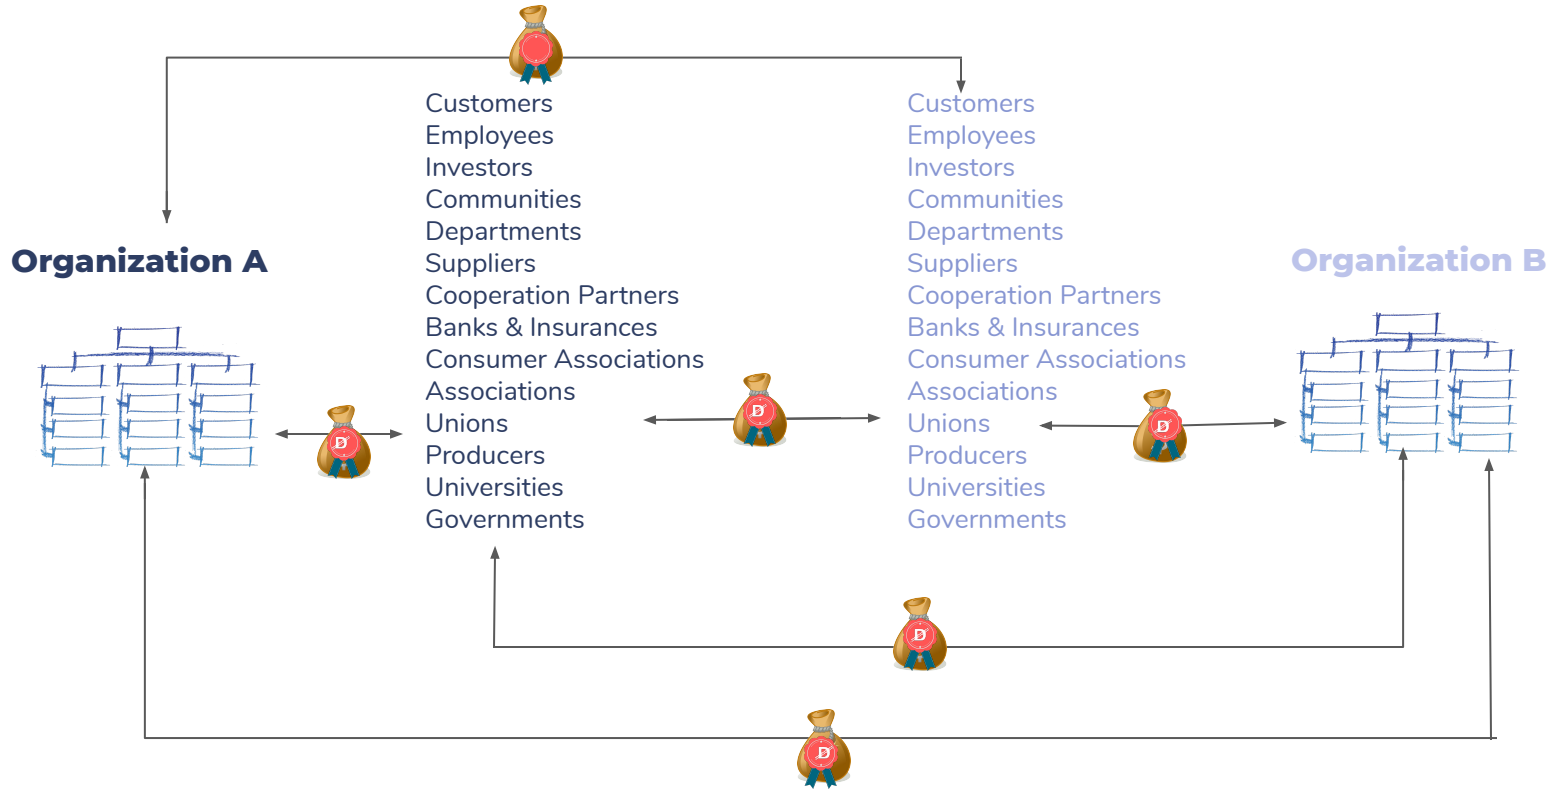 Customers
Employees
Investors
Communities
Departments
Suppliers
Cooperation Partners
Banks & Insurances
Consumer Associations
Associations
Unions
Producers
Universities
Governments
Customers
Employees
Investors
Communities
Departments
Suppliers
Cooperation Partners
Banks & Insurances
Consumer Associations
Associations
Unions
Producers
Universities
Governments
Organization A
Organization B
D
D
D
D
D